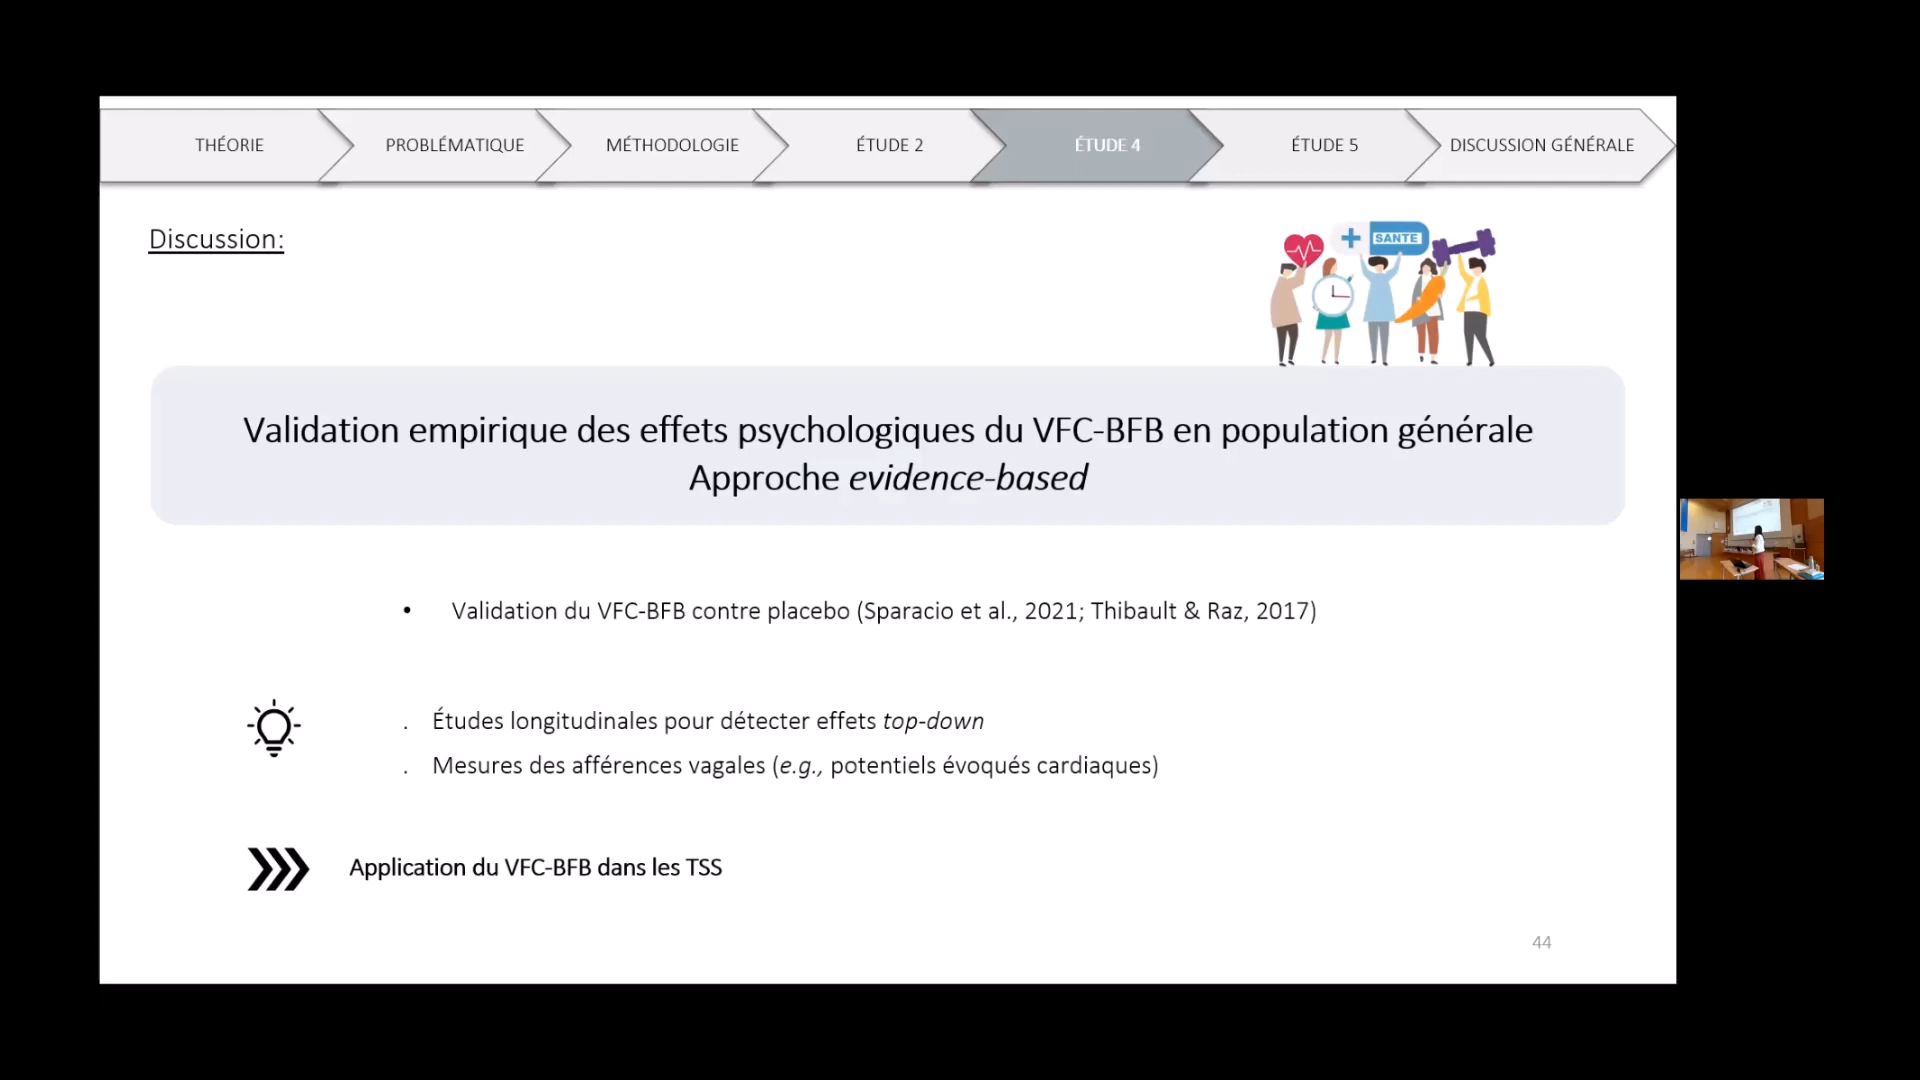 THÉORIE
PROBLÉMATIQUE
MÉTHODOLOGIE
ÉTUDE 2
ÉTUDE 4
ÉTUDE 5
DISCUSSION GÉNÉRALE
Discussion:
SANTE
Validation empirique des effets psychologiques du VFC-BFB en population générale
Approche evidence-based
• Validation du VFC-BFB contre placebo (Sparacio et al., 2021; Thibault & Raz, 2017)
. Études longitudinales pour détecter effets top-down
. Mesures des afférences vagales (e.g., potentiels évoqués cardiaques)
Application du VFC-BFB dans les TSS
44